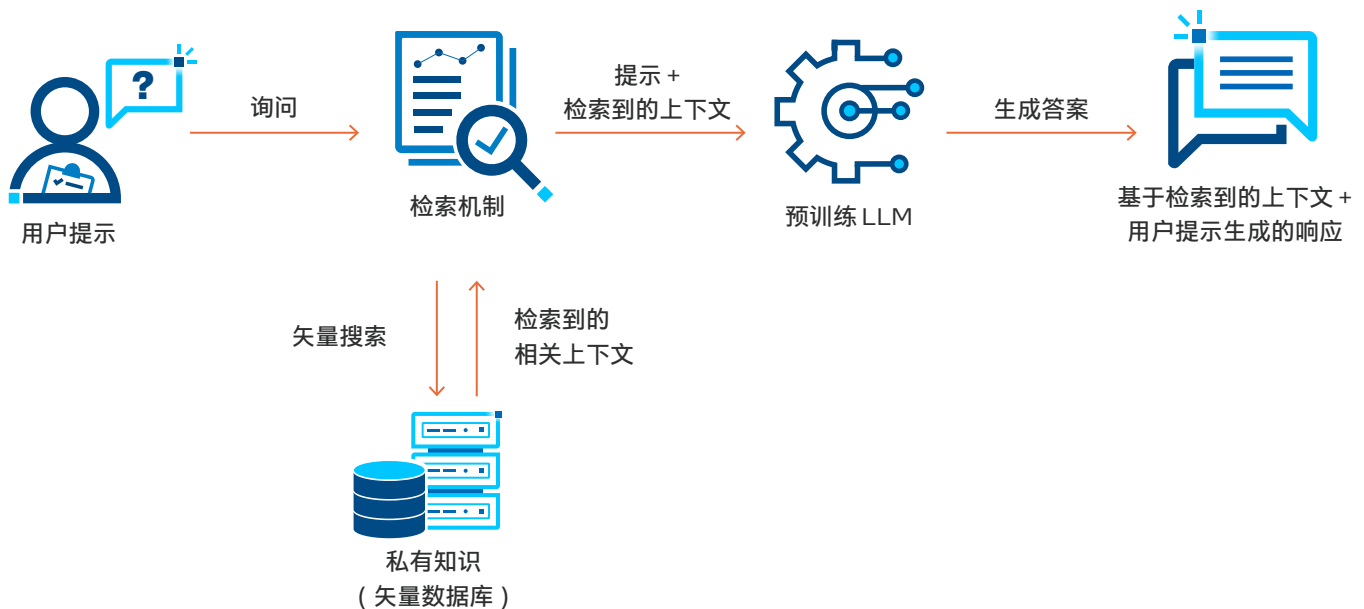 ?
询问
提示 +
检索到的上下文
生成答案
用户提示
检索机制
预训练 LLM
基于检索到的上下文 +
用户提示生成的响应
矢量搜索
检索到的
相关上下文
私有知识
( 矢量数据库 )